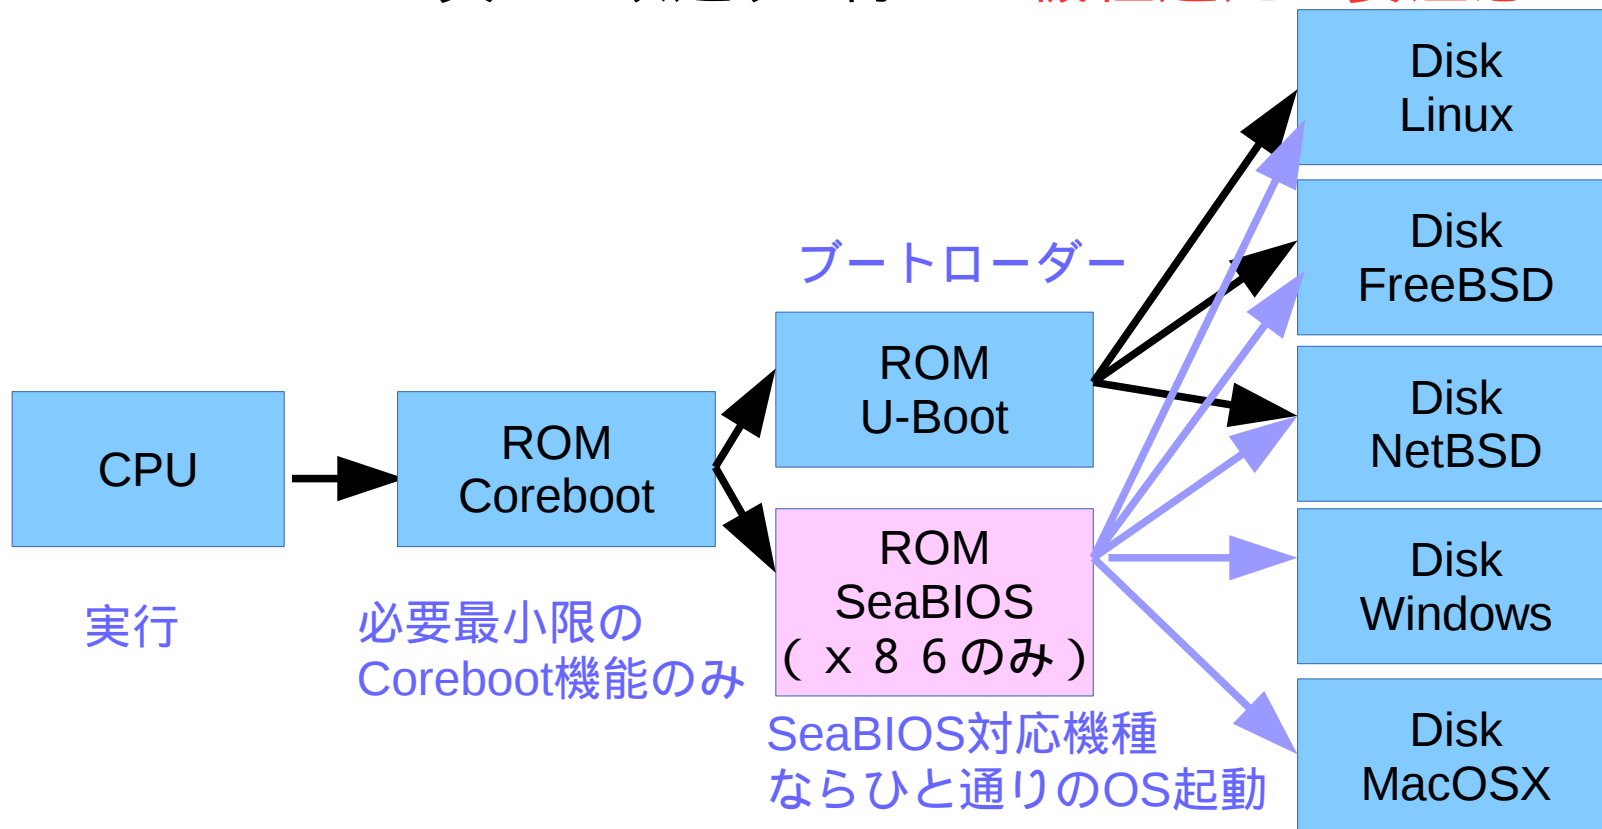 Disk
Linux
Disk
FreeBSD
ブートローダー
ROM
U-Boot
Disk
NetBSD
CPU
ROM
Coreboot
ROM
SeaBIOS
(ｘ８６のみ)
Disk
Windows
実行
必要最小限の
Coreboot機能のみ
SeaBIOS対応機種
ならひと通りのOS起動
Disk
MacOSX